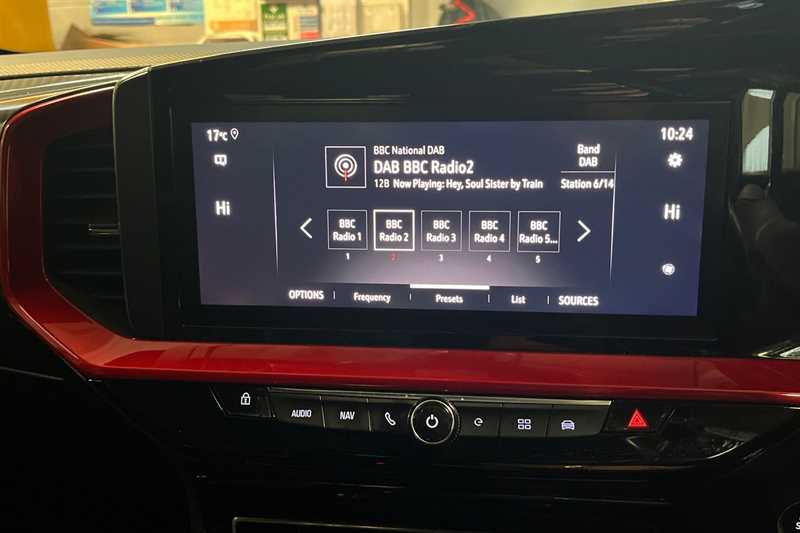 17°C
10:24
BBC National DAB
DAB BBC Radio2
12B Now Playing: Hey, Soul Sister by Train
Band
DAB
Station 6/14
Hi
Hi
BBC
Radio 1
BBC
Radio 2
BBC
Radio 3
BBC
Radio 4
BBC
Radio 5...
1
2
3
4
5
OPTIONS
Frequency
Presets
List
SOURCES
AUDIO
NAV